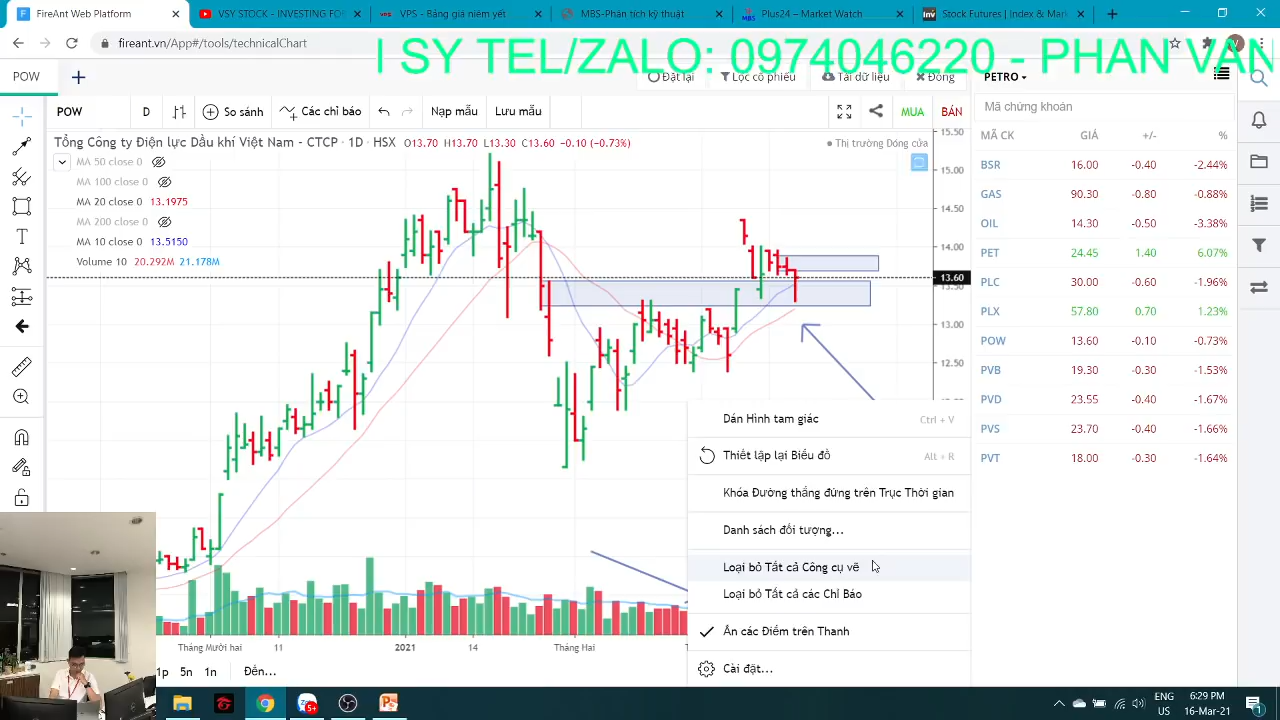 VSY STOCK - INVESTING FO
VPS - Bảng giá niêm yết
MBS-Phân tích kỹ thuật
Plus24 – Market Watch
Stock Futures | Index & Mark
fireant.vn/App#/tools/technicalChart
I SY TEL/ZALO: 0974046220 - PHAN VAN
POW
Đặt lại
Lọc cổ phiếu
Tải dữ liệu
Đóng
PETRO
POW D So sánh Các chỉ báo Nạp mẫu Lưu mẫu MUA BÁN
Mã chứng khoán
Tổng Công ty Điện lực Dầu khí Việt Nam - CTCP • 1D • HSX O13.70 H13.70 L13.30 C13.60 -0.10 (-0.73%)
Thị trường Đóng cửa
MA 50 close 0
MA 100 close 0
MA 20 close 0 13.1975
MA 200 close 0
MA 10 close 0 13.5150
Volume 10 20.292M 21.178M
15.50
15.00
14.50
14.00
13.60
13.50
13.00
12.50
MÃ CK GIÁ +/- %
BSR 16.00 -0.40 -2.44%
GAS 90.30 -0.80 -0.88%
OIL 14.30 -0.50 -3.38%
PET 24.45 1.40 6.07%
PLC 30.00 -0.60 -1.96%
PLX 57.80 0.70 1.23%
POW 13.60 -0.10 -0.73%
PVB 19.30 -0.30 -1.53%
PVD 23.55 -0.40 -1.67%
PVS 23.70 -0.40 -1.66%
PVT 18.00 -0.30 -1.64%
Dán Hình tam giác Ctrl + V
Thiết lập lại Biểu đồ Alt + R
Khóa Đường thẳng đứng trên Trục Thời gian
Danh sách đối tượng...
Loại bỏ Tất cả Công cụ vẽ
Loại bỏ Tất cả các Chỉ Báo
Ẩn các Điểm trên Thanh
Cài đặt...
Tháng Mười hai 11 2021 14 Tháng Hai
1p 5n 1n Đến...
ENG
US
6:29 PM
16-Mar-21